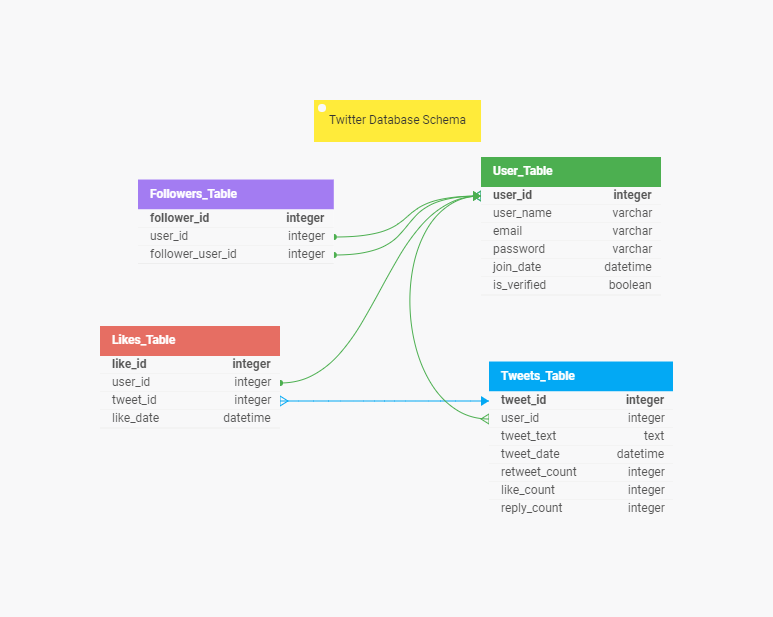 Twitter Database Schema
User_Table
user_id integer
user_name varchar
email varchar
password varchar
join_date datetime
is_verified boolean
Followers_Table
follower_id integer
user_id integer
follower_user_id integer
Likes_Table
like_id integer
user_id integer
tweet_id integer
like_date datetime
Tweets_Table
tweet_id integer
user_id integer
tweet_text text
tweet_date datetime
retweet_count integer
like_count integer
reply_count integer